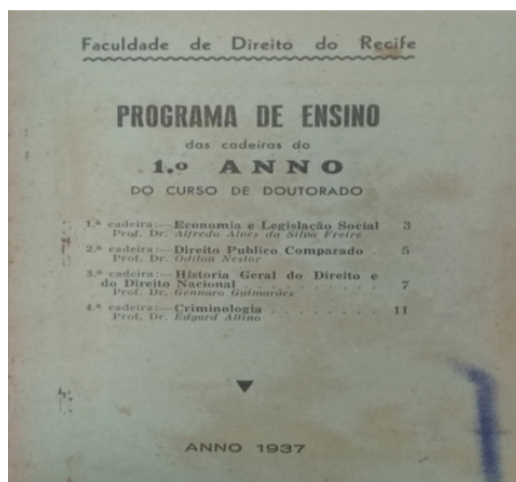 Faculdade de Direito do Recife
PROGRAMA DE ENSINO
das cadeiras do
1.º ANNO
DO CURSO DE DOUTORADO
1.ª cadeira:—Economia e Legislação Social 3
Prof. Dr. Alfredo Alves da Silva Freire
2.ª cadeira:—Direito Publico Comparado . 5
Prof. Dr. Odilon Nestor
3.ª cadeira:—Historia Geral do Direito e
do Direito Nacional . . . . . . . . . . 7
Prof. Dr. Gennaro Guimarães
4.ª cadeira:—Criminologia . . . . . . . . 11
Prof. Dr. Edgard Altino
ANNO 1937